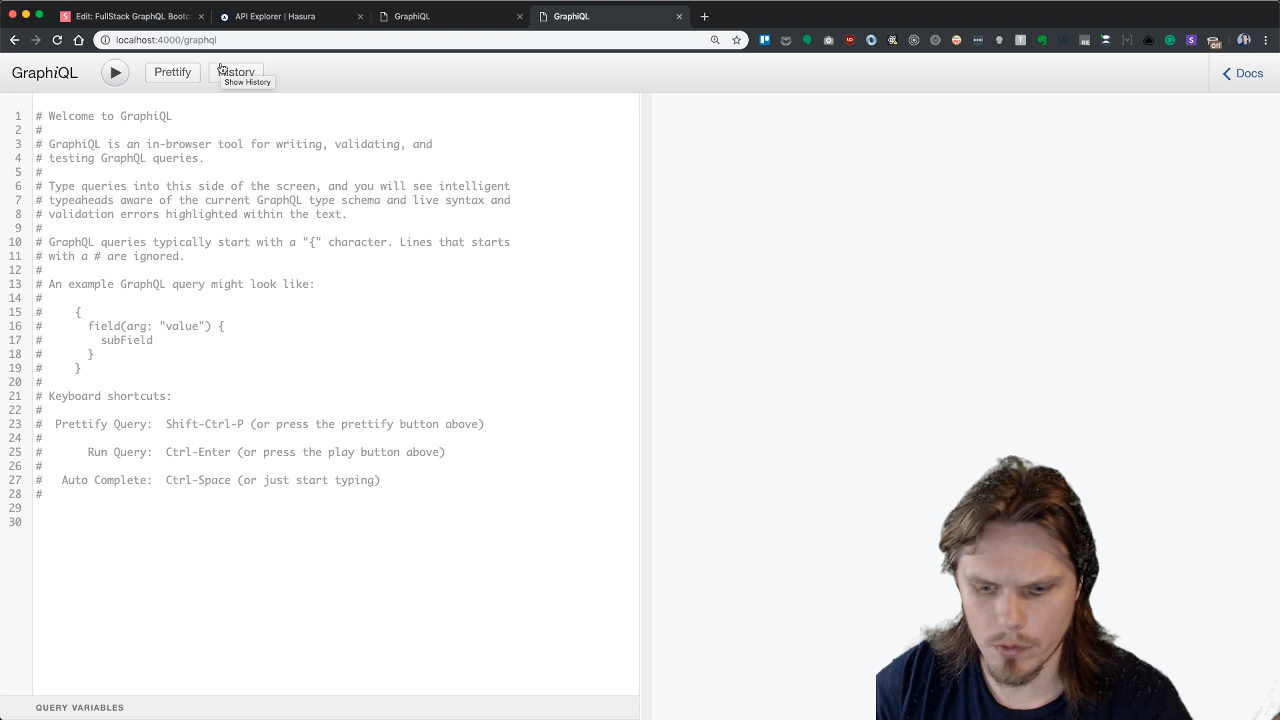 Edit: FullStack GraphQL Bootc
API Explorer | Hasura
GraphiQL
GraphiQL
localhost:4000/graphql
GraphiQL
Prettify
History
Show History
Docs
1 # Welcome to GraphiQL
2 #
3 # GraphiQL is an in-browser tool for writing, validating, and
4 # testing GraphQL queries.
5 #
6 # Type queries into this side of the screen, and you will see intelligent
7 # typeaheads aware of the current GraphQL type schema and live syntax and
8 # validation errors highlighted within the text.
9 #
10 # GraphQL queries typically start with a "{" character. Lines that starts
11 # with a # are ignored.
12 #
13 # An example GraphQL query might look like:
14 #
15 #     {
16 #       field(arg: "value") {
17 #         subField
18 #       }
19 #     }
20 #
21 # Keyboard shortcuts:
22 #
23 #  Prettify Query:  Shift-Ctrl-P (or press the prettify button above)
24 #
25 #       Run Query:  Ctrl-Enter (or press the play button above)
26 #
27 #   Auto Complete:  Ctrl-Space (or just start typing)
28 #
29
30
QUERY VARIABLES